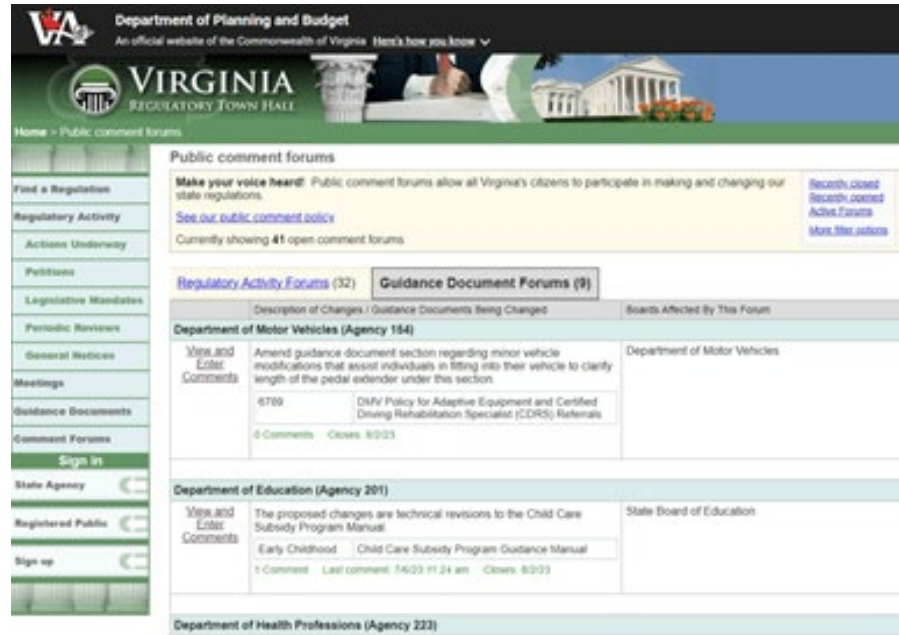 VA
Department of Planning and Budget
An official website of the Commonwealth of Virginia Here's how you know
VIRGINIA
REGULATORY TOWN HALL
Home > Public comment forums
Find a Regulation
Regulatory Activity
Actions Underway
Petitions
Legislative Mandates
Periodic Reviews
General Notices
Meetings
Guidance Documents
Comment Forums
Sign in
State Agency
Registered Public
Sign up
Public comment forums
Make your voice heard! Public comment forums allow all Virginia's citizens to participate in making and changing our
state regulations.
See our public comment policy
Currently showing 41 open comment forums
Recently closed
Recently opened
Active Forums
More filter options
Regulatory Activity Forums (32) Guidance Document Forums (9)
Description of Changes / Guidance Documents Being Changed Boards Affected By This Forum
Department of Motor Vehicles (Agency 154)
View and
Enter
Comments
Amend guidance document section regarding minor vehicle
modifications that assist individuals in fitting into their vehicle to clarify
length of the pedal extender under this section.
Department of Motor Vehicles
6789 DMV Policy for Adaptive Equipment and Certified
Driving Rehabilitation Specialist (CDRS) Referrals
0 Comments Closes: 8/2/23
Department of Education (Agency 201)
View and
Enter
Comments
The proposed changes are technical revisions to the Child Care
Subsidy Program Manual.
State Board of Education
Early Childhood Child Care Subsidy Program Guidance Manual
1 Comment Last comment: 7/6/23 11:24 am Closes: 8/2/23
Department of Health Professions (Agency 223)